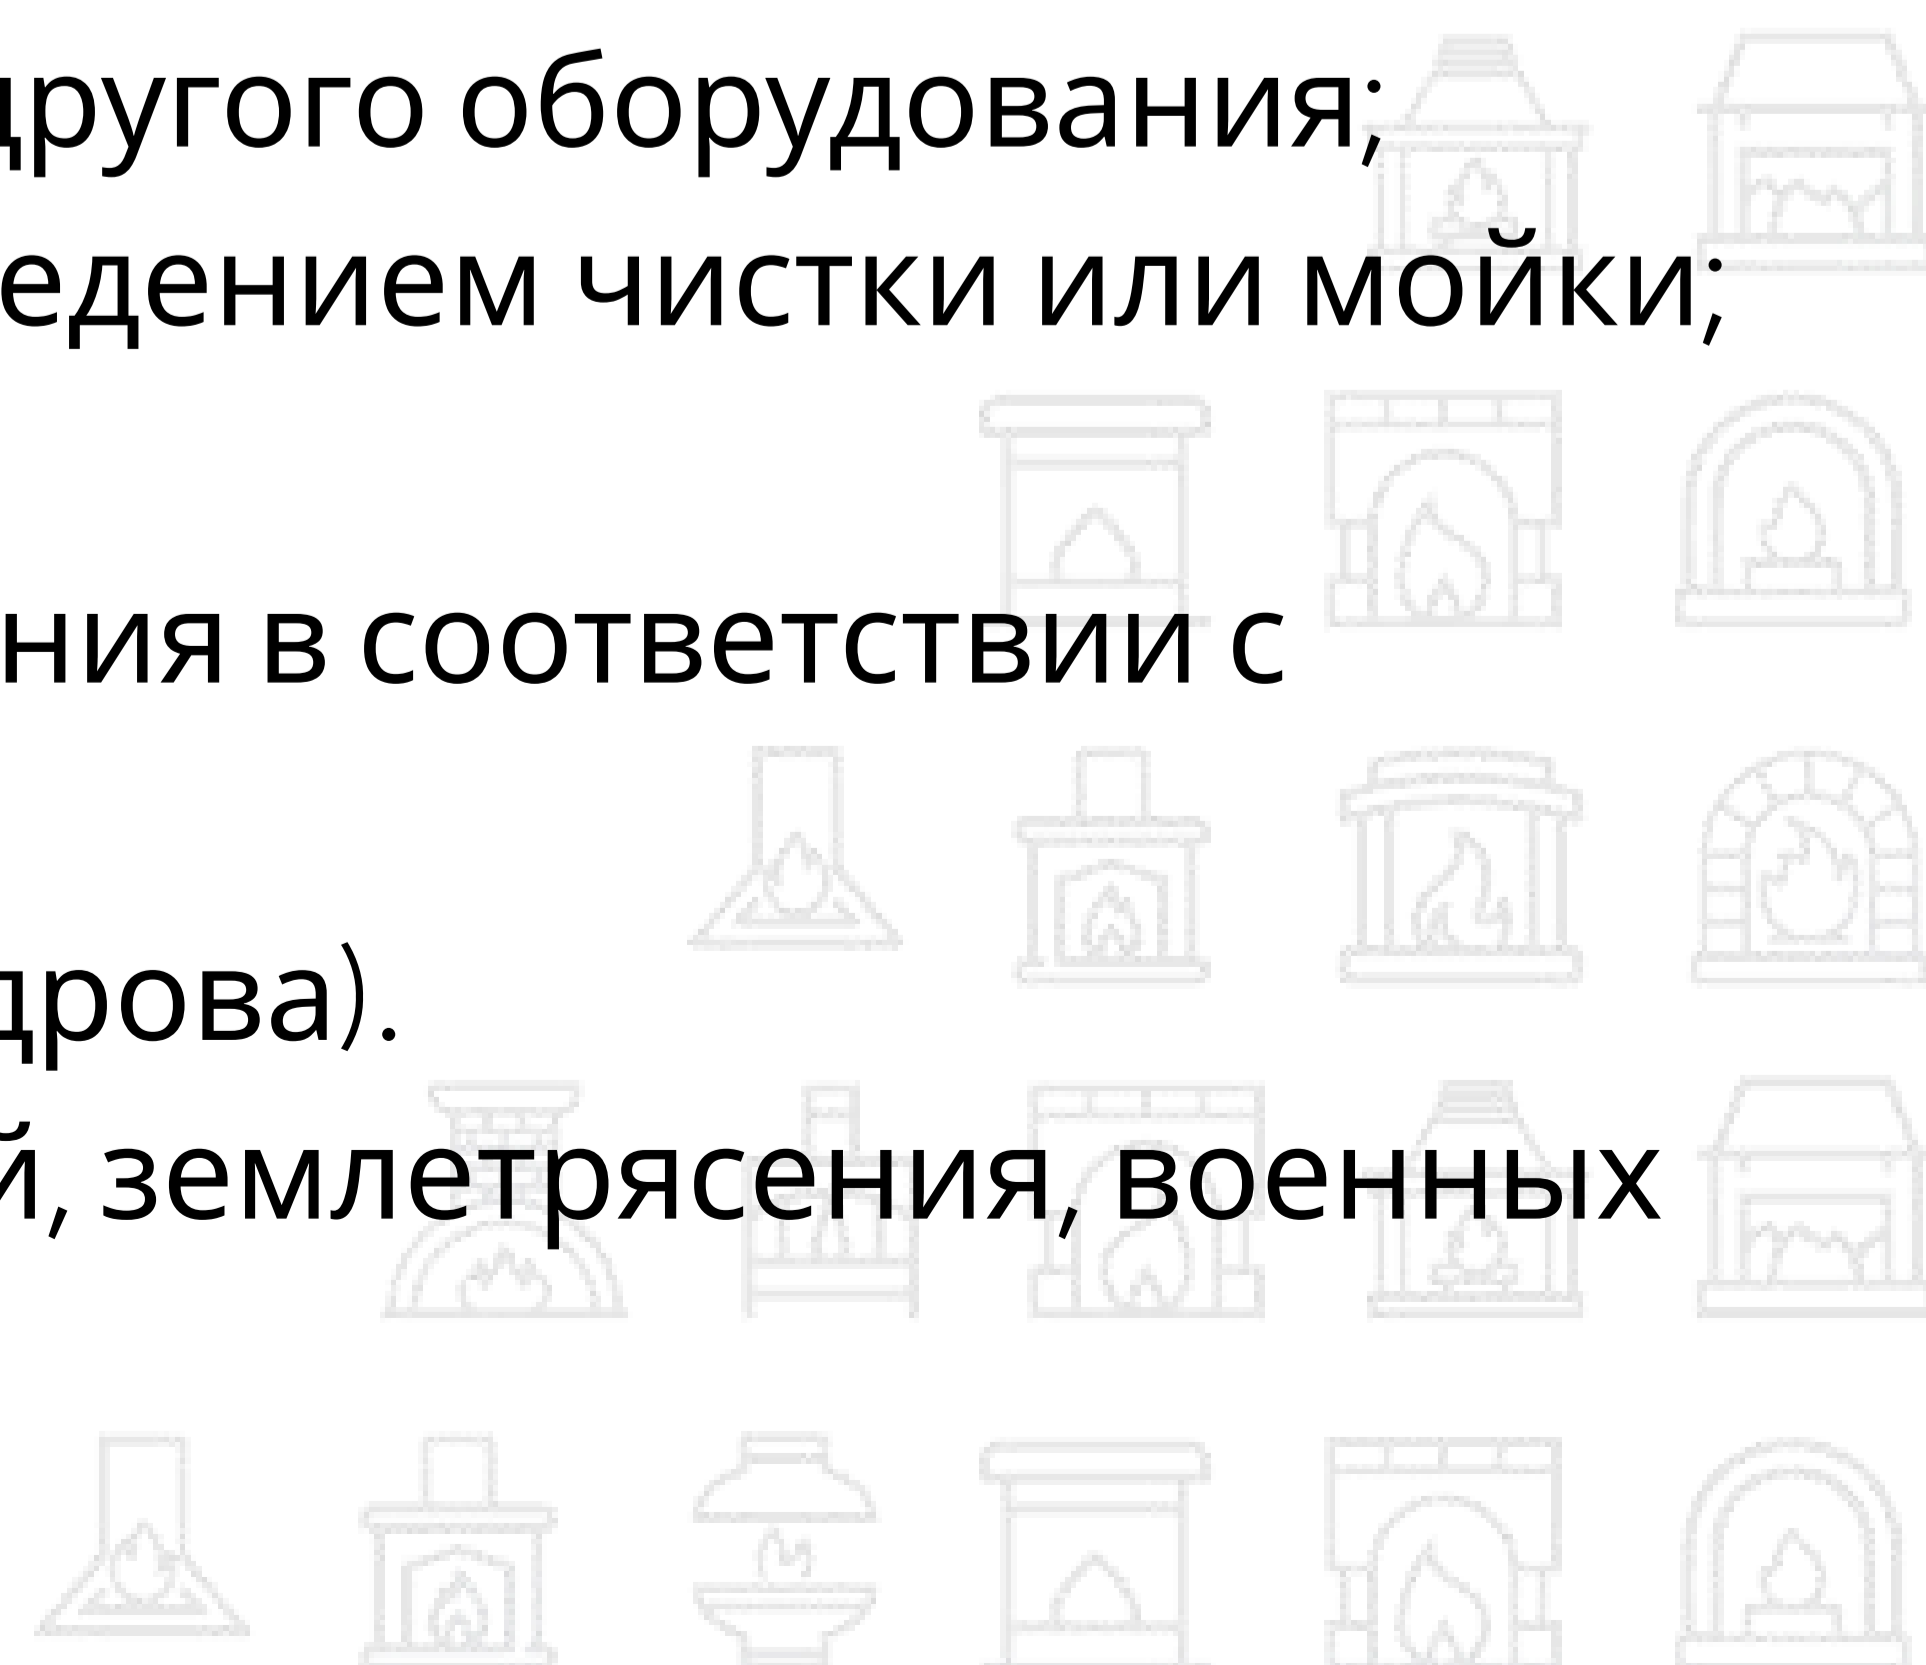 другого оборудования;
едением чистки или мойки;
ния в соответствии с
дрова).
й, землетрясения, военных